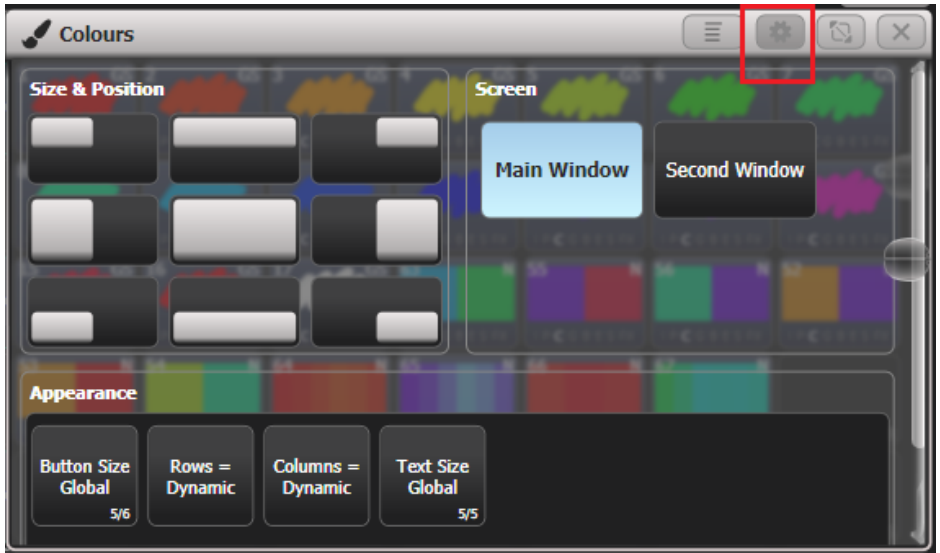 Colours
Size & Position
Screen
Main Window
Second Window
Appearance
Button Size
Global
5/6
Rows =
Dynamic
Columns =
Dynamic
Text Size
Global
5/5